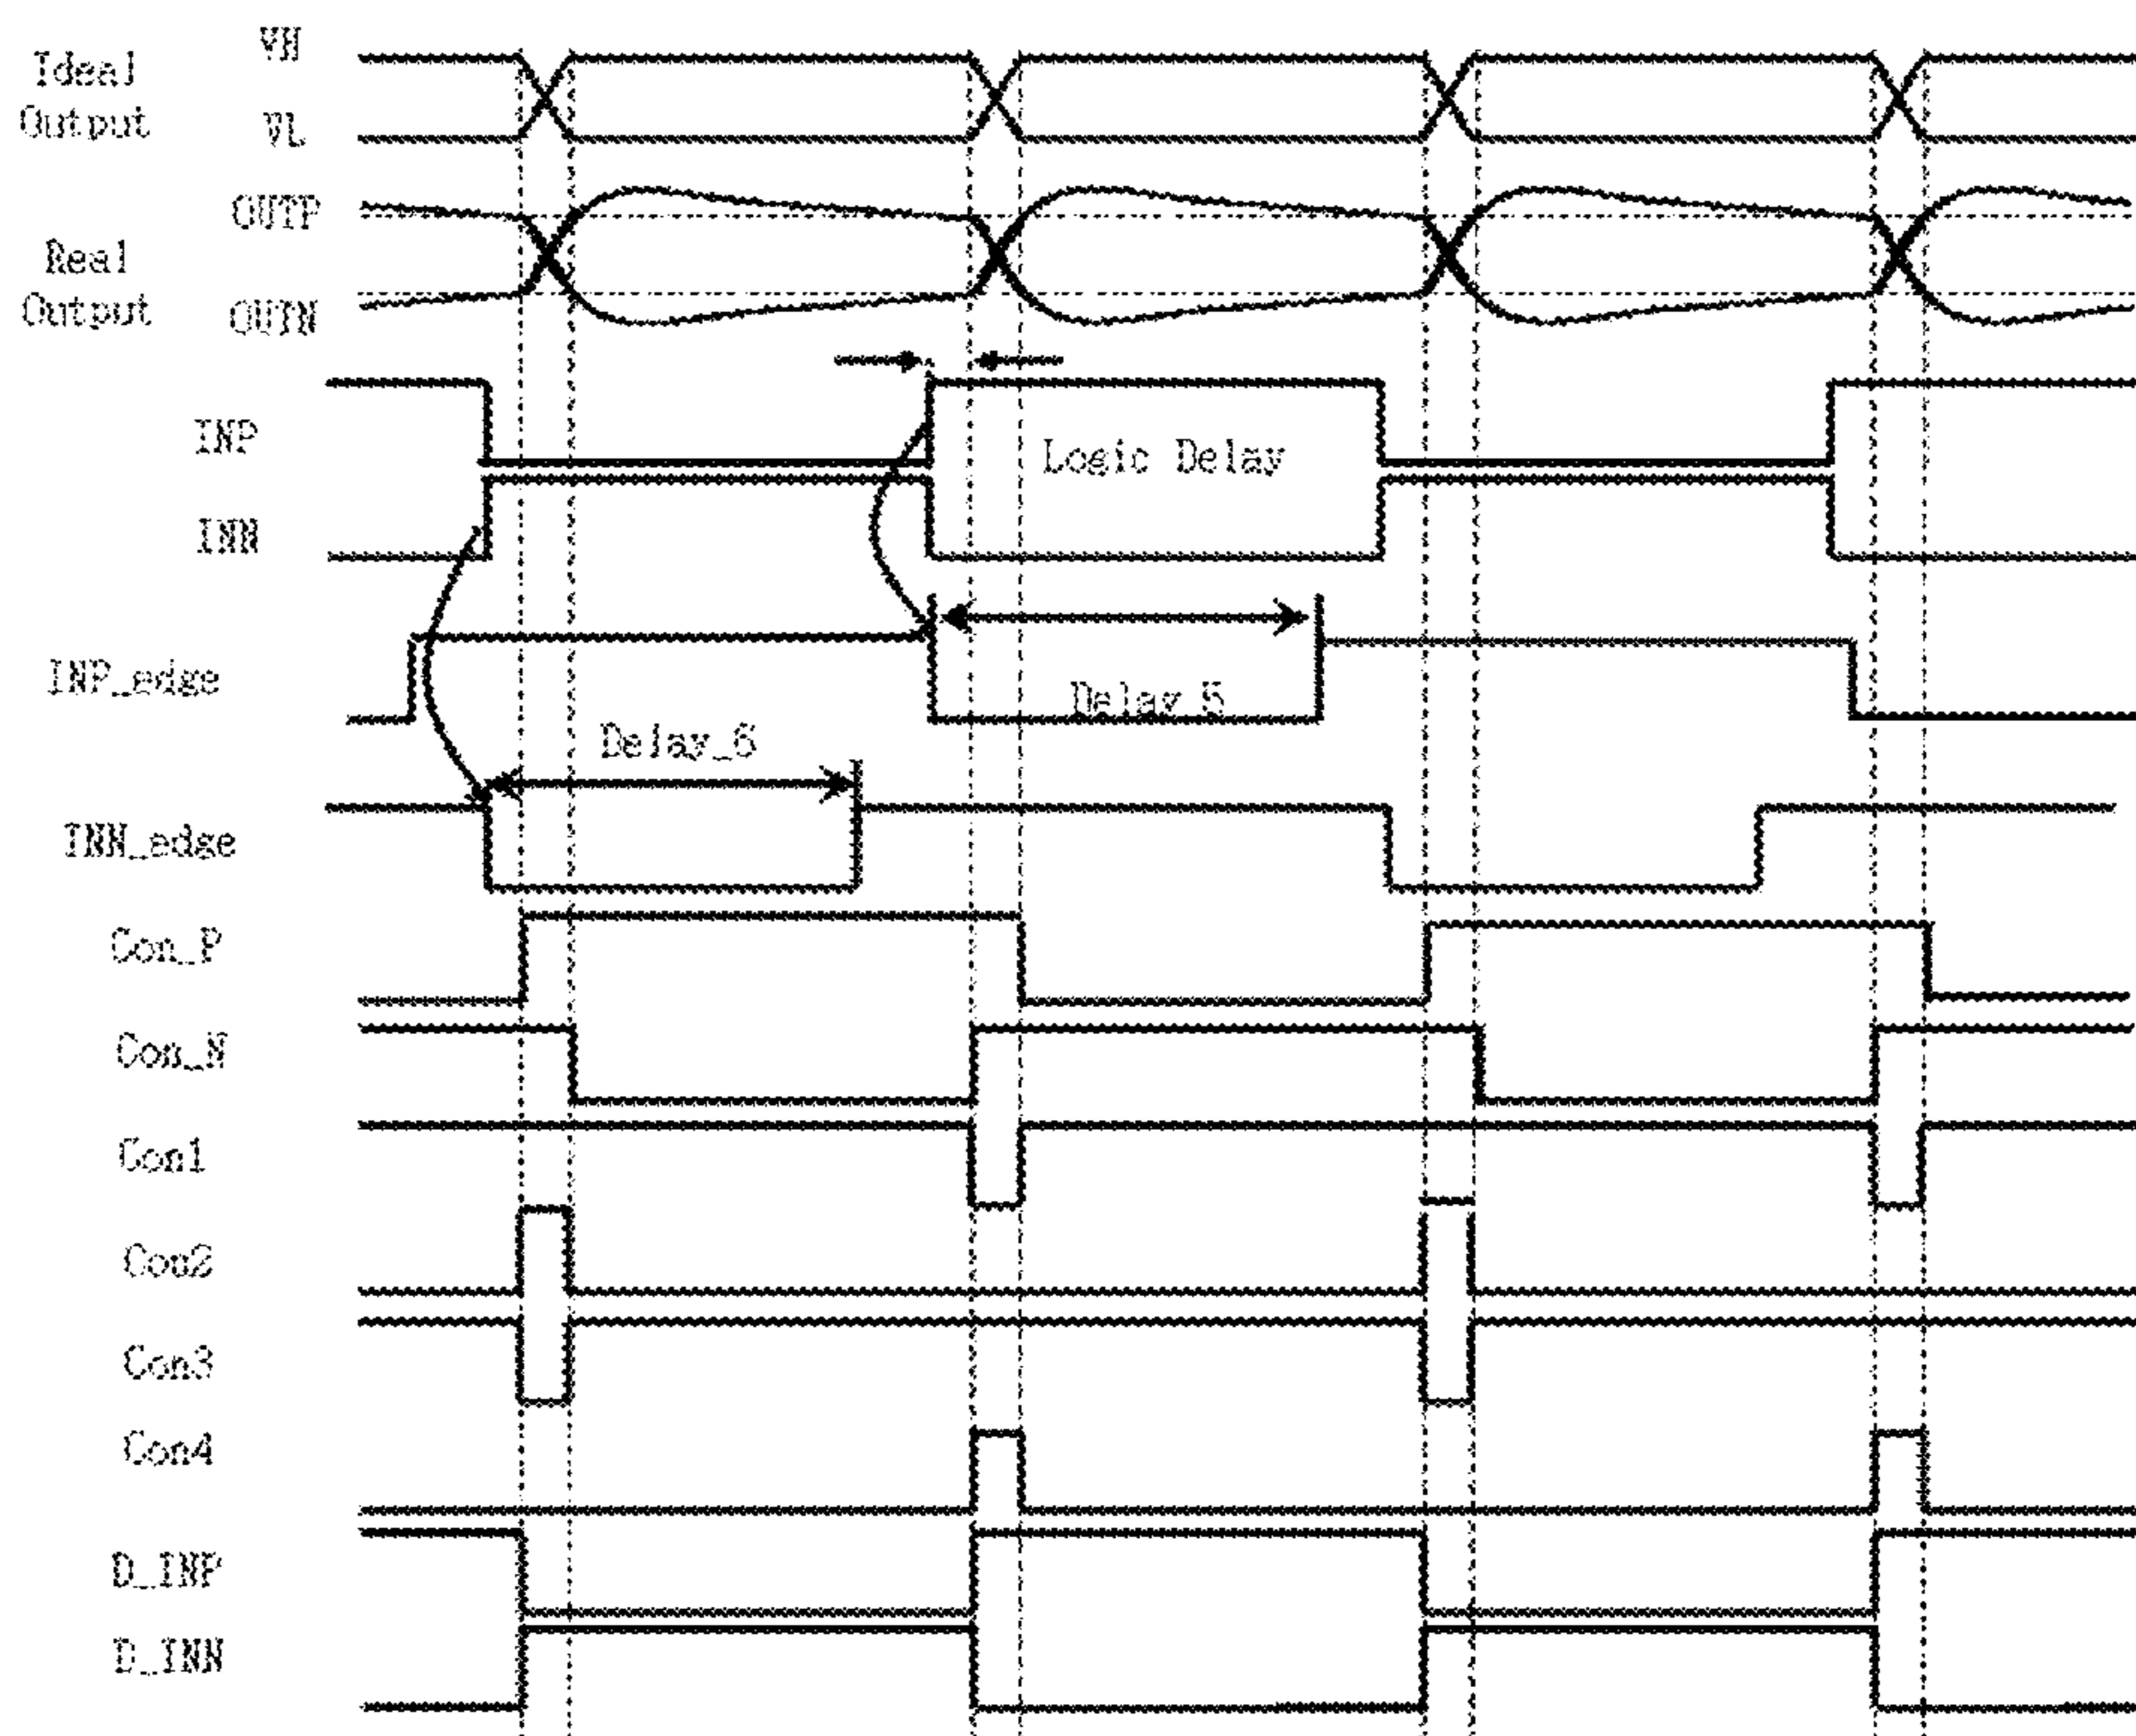 Ideal
Output
VH
VL
OUTP
Real
Output
OUTN
INP
Logic Delay
INN
INP_edge
Delay_5
Delay_6
INN_edge
Con_P
Con_N
Con1
Con2
Con3
Con4
D_INP
D_INN